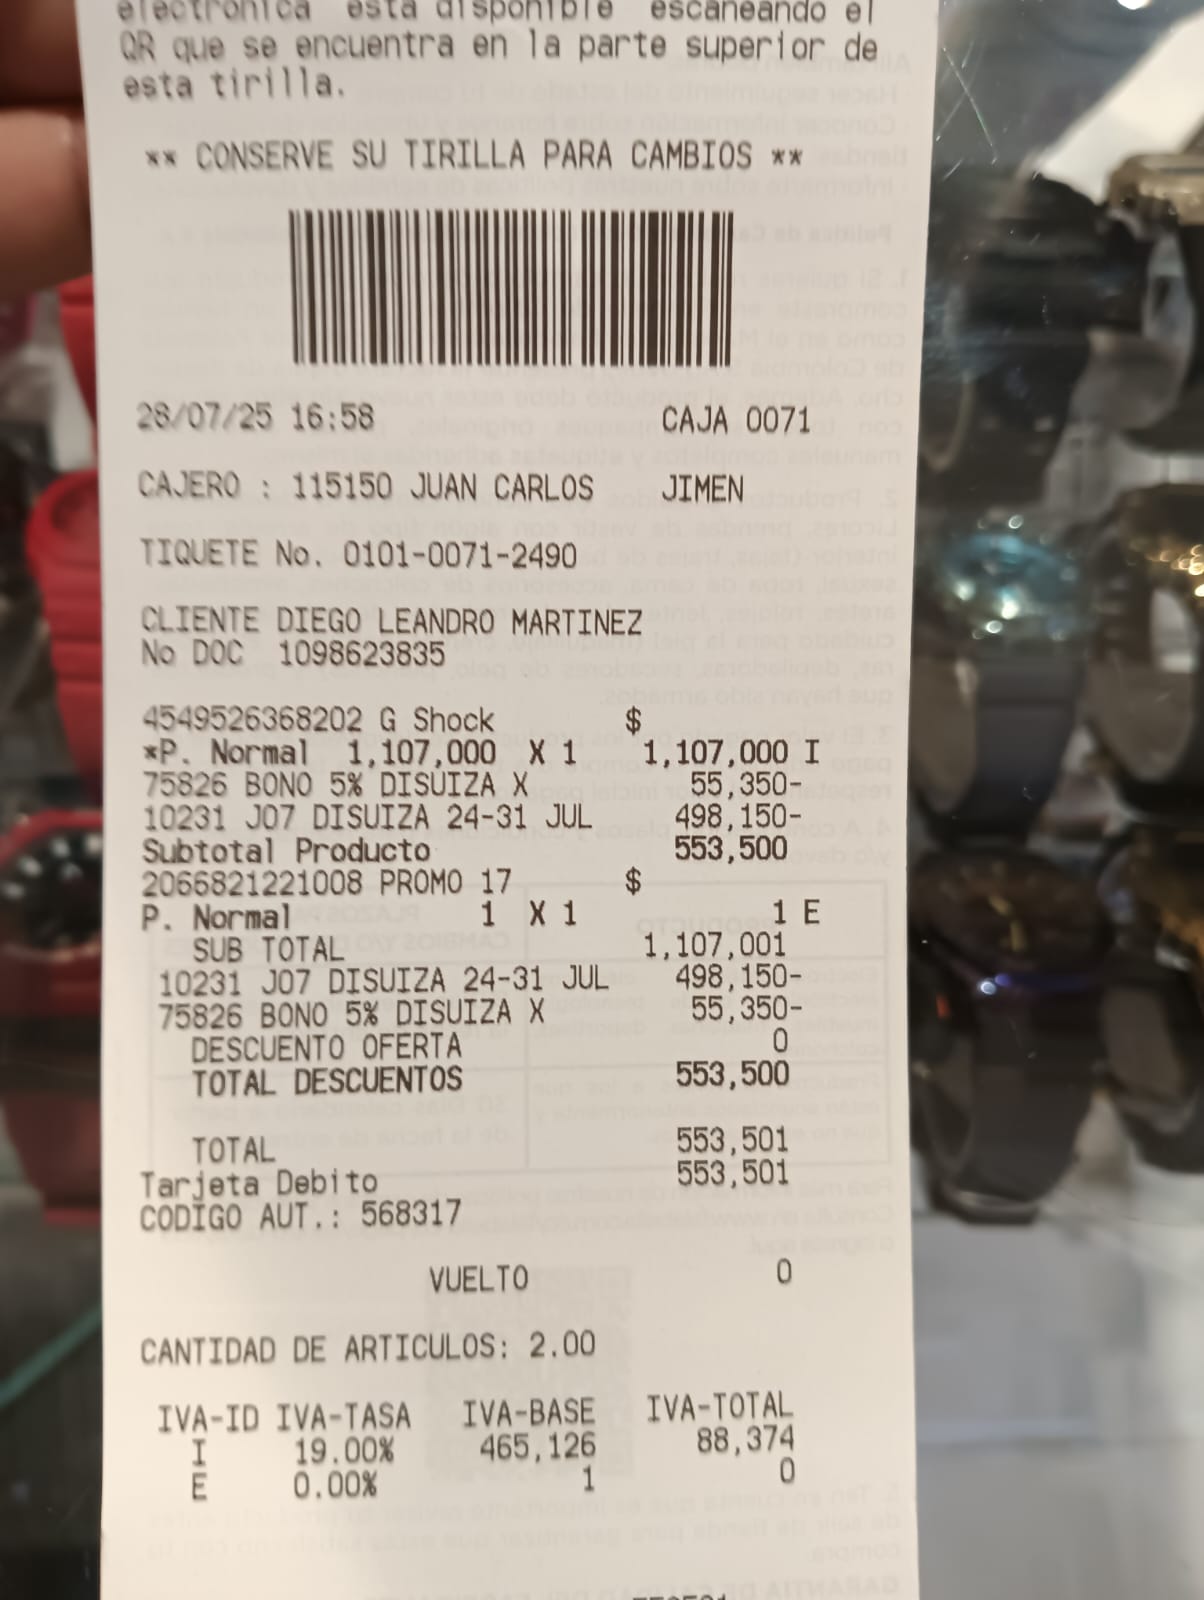 electronica esta disponible escaneando el
QR que se encuentra en la parte superior de
esta tirilla.
** CONSERVE SU TIRILLA PARA CAMBIOS **
28/07/25 16:58 CAJA 0071
CAJERO : 115150 JUAN CARLOS JIMEN
TIQUETE No. 0101-0071-2490
CLIENTE DIEGO LEANDRO MARTINEZ
No DOC 1098623835
4549526368202 G Shock $
*P. Normal 1,107,000 X 1 1,107,000 I
75826 BONO 5% DISUIZA X 55,350-
10231 J07 DISUIZA 24-31 JUL 498,150-
Subtotal Producto 553,500
2066821221008 PROMO 17 $
P. Normal 1 X 1 1 E
SUB TOTAL 1,107,001
10231 J07 DISUIZA 24-31 JUL 498,150-
75826 BONO 5% DISUIZA X 55,350-
DESCUENTO OFERTA 0
TOTAL DESCUENTOS 553,500
TOTAL 553,501
Tarjeta Debito 553,501
CODIGO AUT.: 568317
VUELTO 0
CANTIDAD DE ARTICULOS: 2.00
IVA-ID IVA-TASA IVA-BASE IVA-TOTAL
I 19.00% 465,126 88,374
E 0.00% 1 0